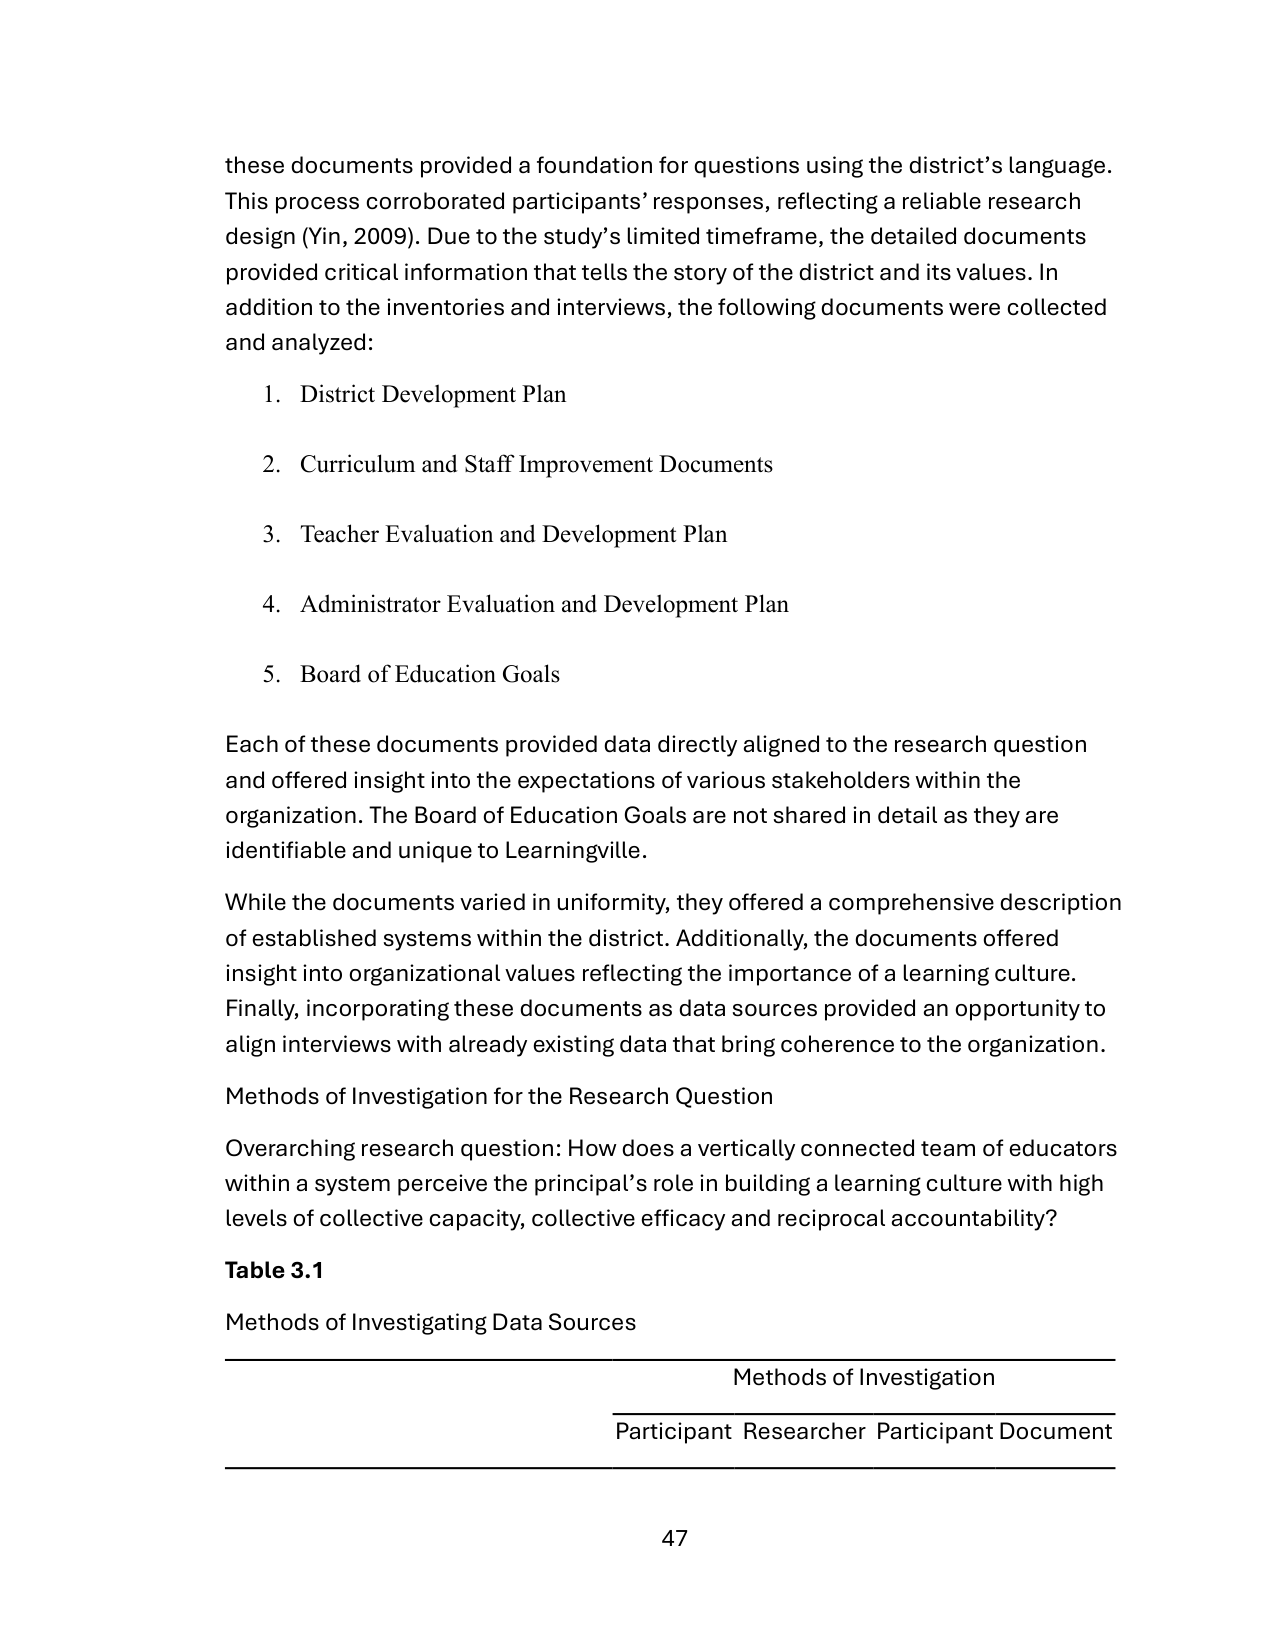 these documents provided a foundation for questions using the district’s language.
This process corroborated participants’ responses, reflecting a reliable research
design (Yin, 2009). Due to the study’s limited timeframe, the detailed documents
provided critical information that tells the story of the district and its values. In
addition to the inventories and interviews, the following documents were collected
and analyzed:
1. District Development Plan
2. Curriculum and Staff Improvement Documents
3. Teacher Evaluation and Development Plan
4. Administrator Evaluation and Development Plan
5. Board of Education Goals
Each of these documents provided data directly aligned to the research question
and offered insight into the expectations of various stakeholders within the
organization. The Board of Education Goals are not shared in detail as they are
identifiable and unique to Learningville.
While the documents varied in uniformity, they offered a comprehensive description
of established systems within the district. Additionally, the documents offered
insight into organizational values reflecting the importance of a learning culture.
Finally, incorporating these documents as data sources provided an opportunity to
align interviews with already existing data that bring coherence to the organization.
Methods of Investigation for the Research Question
Overarching research question: How does a vertically connected team of educators
within a system perceive the principal’s role in building a learning culture with high
levels of collective capacity, collective efficacy and reciprocal accountability?
Table 3.1
Methods of Investigating Data Sources
Methods of Investigation
Participant Researcher Participant Document
47